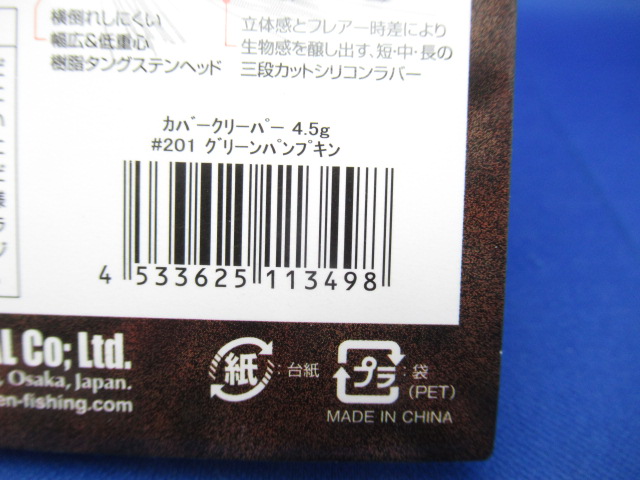 横倒れしにくい
幅広&低重心
樹脂タングステンヘッド
立体感とフレアー時差により
生物感を醸し出す、短・中・長の
三段カットシリコンラバー
カバークリーパー 4.5g
#201 グリーンパンプキン
4 533625 113498
AL Co; Ltd.
, Osaka, Japan.
en-fishing.com
紙 : 台紙
プラ : 袋
(PET)
MADE IN CHINA